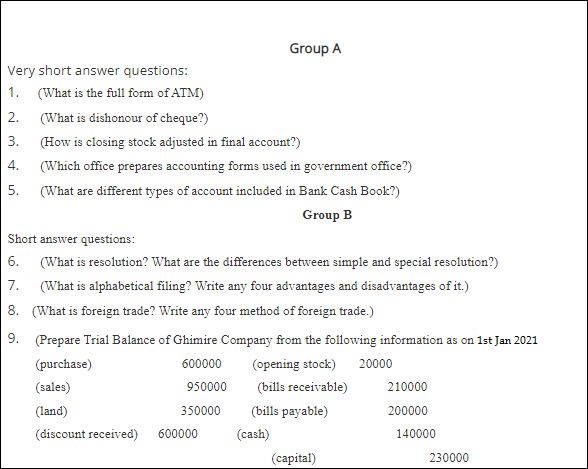 Group A
Very short answer questions:
1. (What is the full form of ATM)
2. (What is dishonour of cheque?)
3. (How is closing stock adjusted in final account?)
4. (Which office prepares accounting forms used in government office?)
5. (What are different types of account included in Bank Cash Book?)
Group B
Short answer questions:
6. (What is resolution? What are the differences between simple and special resolution?)
7. (What is alphabetical filing? Write any four advantages and disadvantages of it.)
8. (What is foreign trade? Write any four method of foreign trade.)
9. (Prepare Trial Balance of Ghimire Company from the following information as on 1st Jan 2021
(purchase) 600000 (opening stock) 20000
(sales) 950000 (bills receivable) 210000
(land) 350000 (bills payable) 200000
(discount received) 600000 (cash) 140000
(capital) 230000